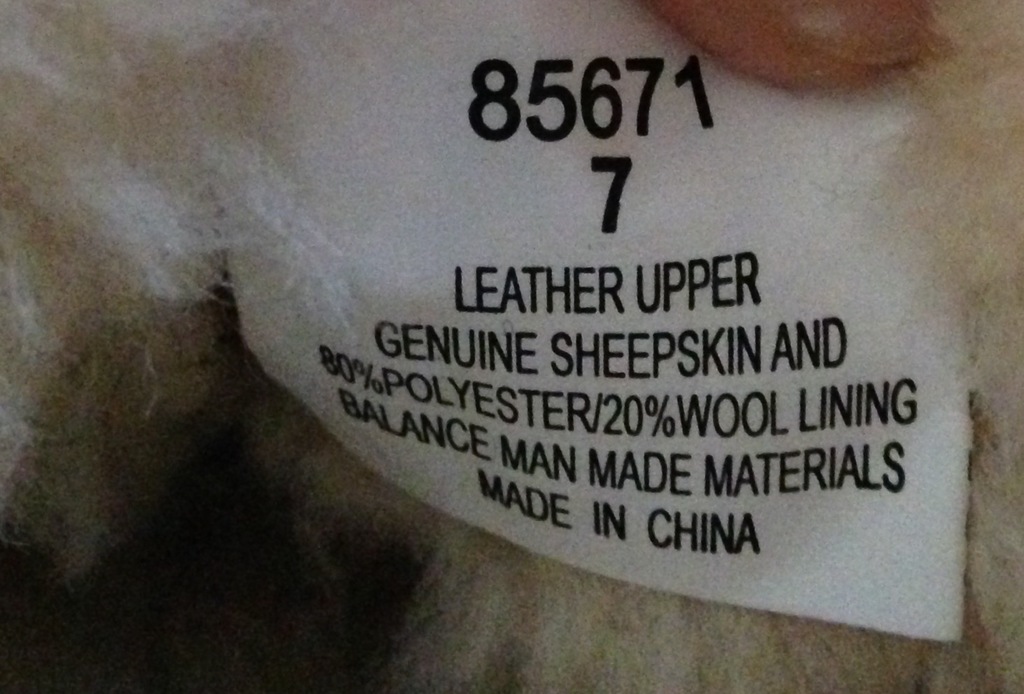 85671
7
LEATHER UPPER
GENUINE SHEEPSKIN AND
80%POLYESTER/20%WOOL LINING
BALANCE MAN MADE MATERIALS
MADE IN CHINA